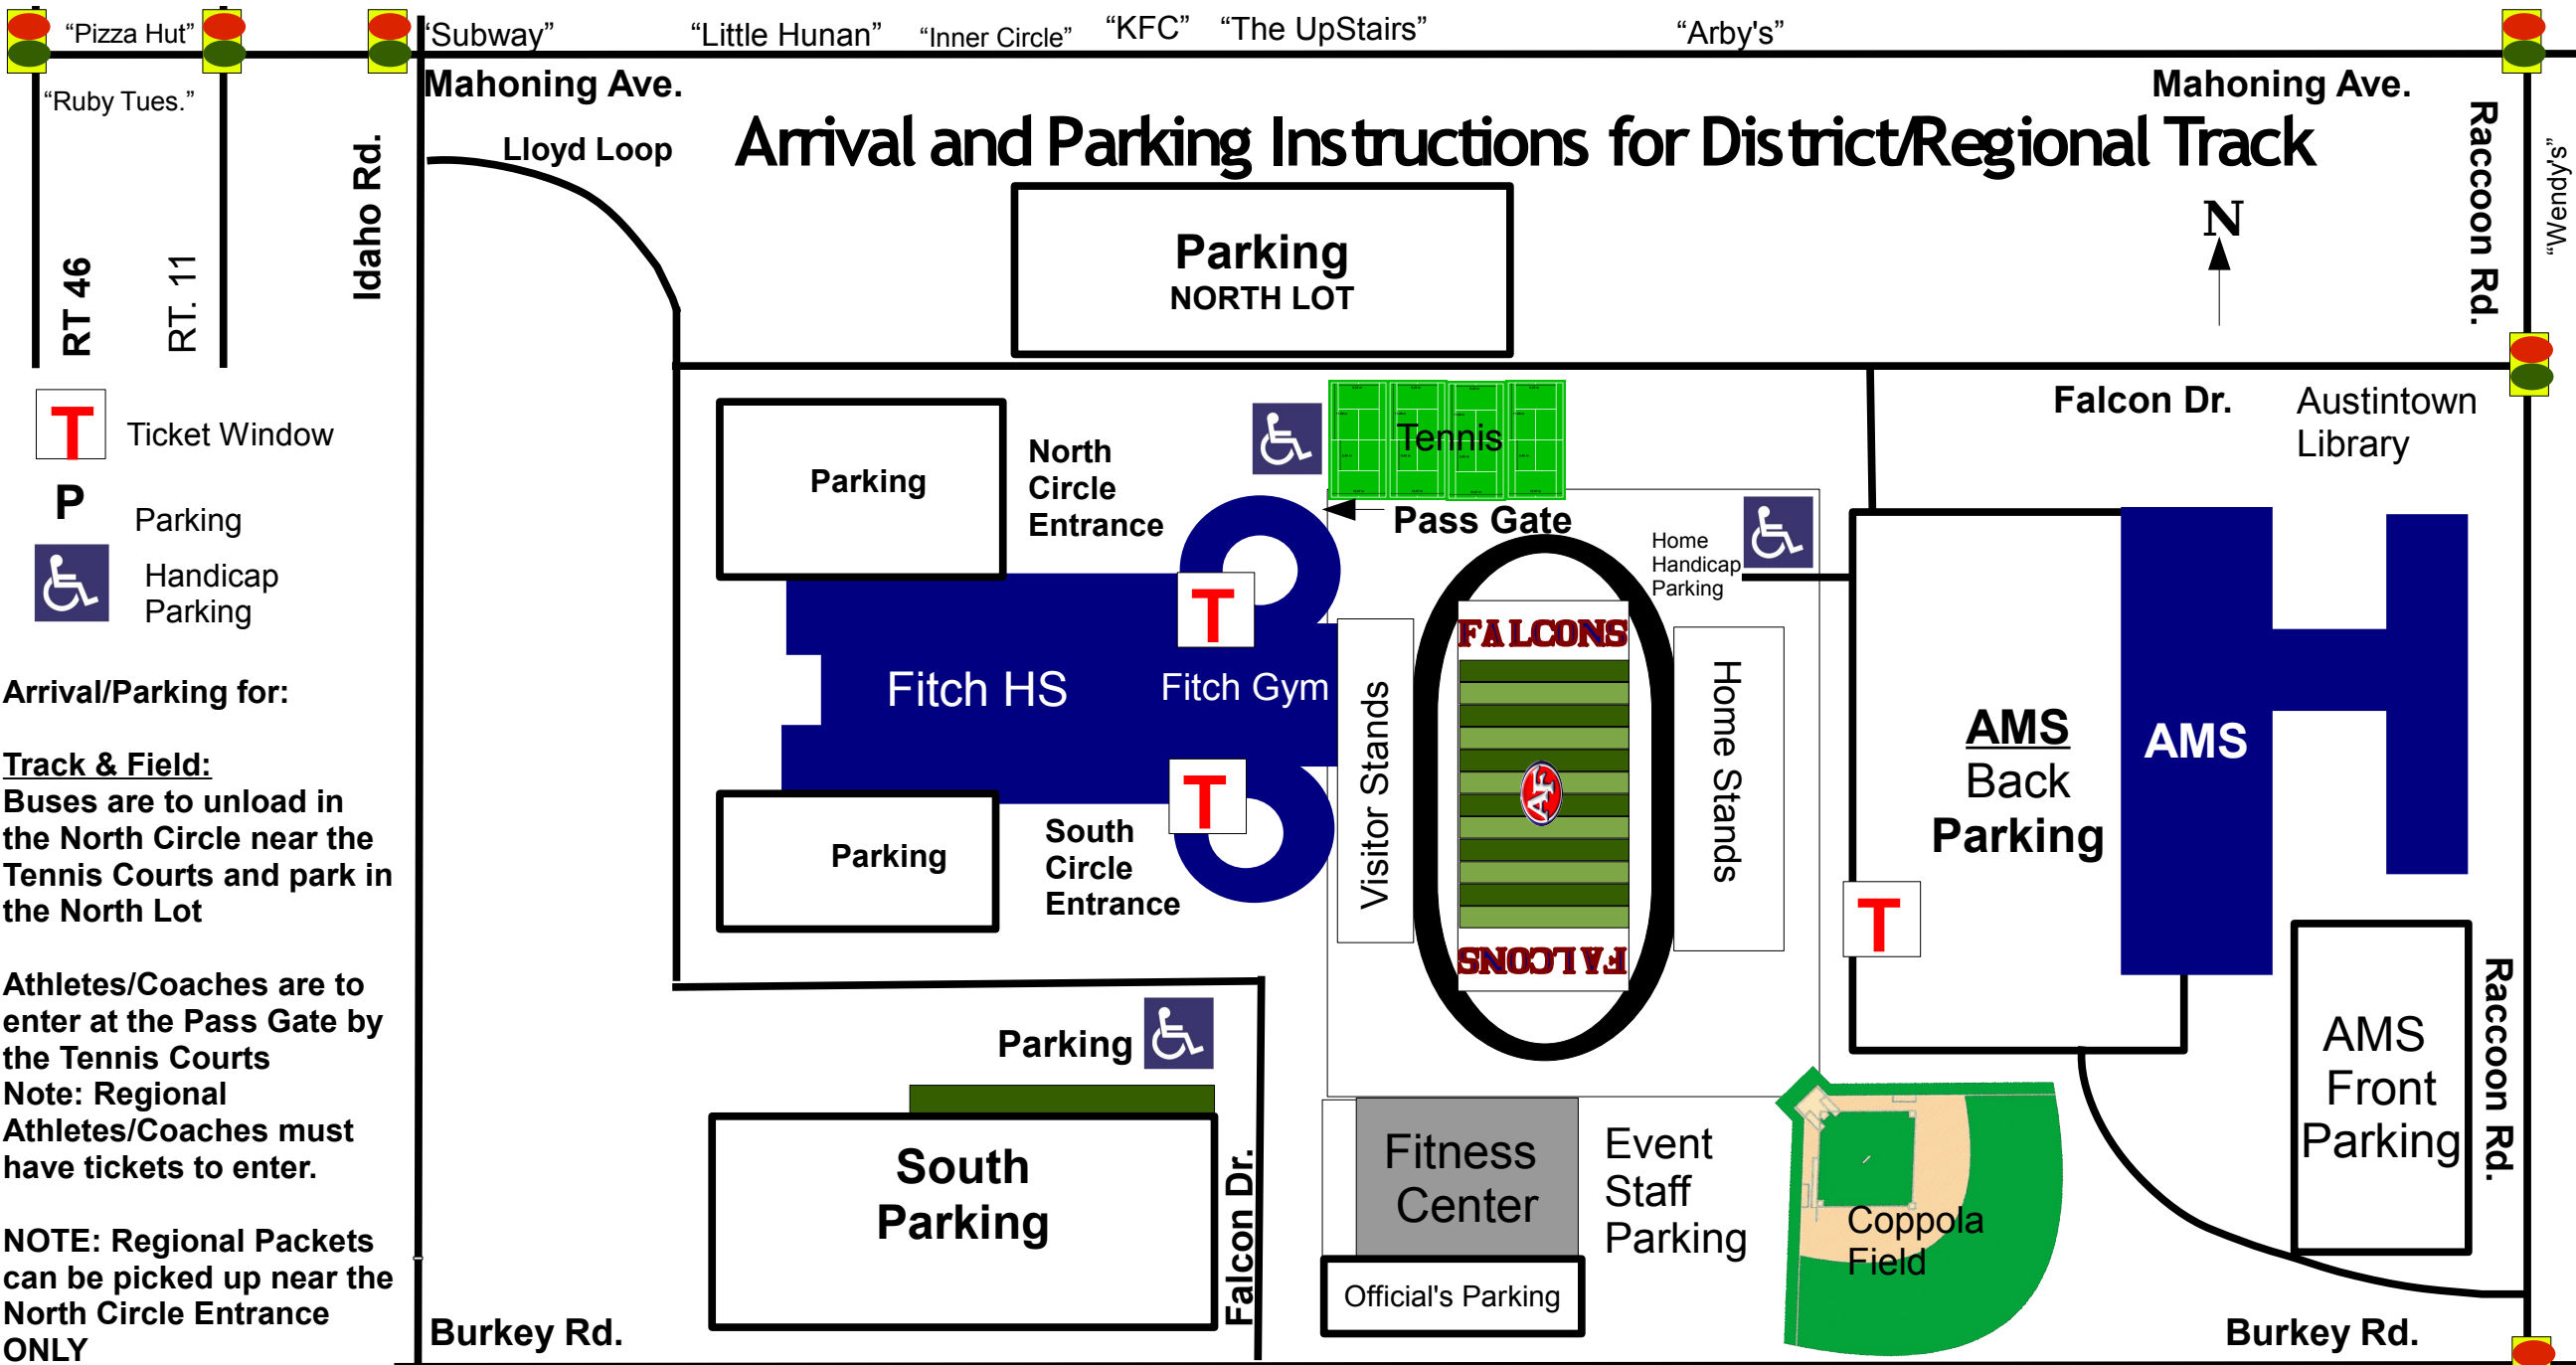 “Pizza Hut”
“Subway”
“Little Hunan”
“Inner Circle”
“KFC”
“The UpStairs”
“Arby's”
“Ruby Tues.”
Mahoning Ave.
Mahoning Ave.
Arrival and Parking Instructions for District/Regional Track
Lloyd Loop
Idaho Rd.
RT 46
RT. 11
Raccoon Rd.
“Wendy's”
N
Parking
NORTH LOT
Falcon Dr.
Austintown
Library
T
Ticket Window
P
Parking
Handicap
Parking
Parking
North
Circle
Entrance
Tennis
Pass Gate
Home
Handicap
Parking
T
Fitch HS
Fitch Gym
T
Visitor Stands
FALCONS
AF
FALCONS
Home Stands
AMS
Back
Parking
AMS
T
Parking
South
Circle
Entrance
Arrival/Parking for:
Track & Field:
Buses are to unload in
the North Circle near the
Tennis Courts and park in
the North Lot
Athletes/Coaches are to
enter at the Pass Gate by
the Tennis Courts
Note: Regional
Athletes/Coaches must
have tickets to enter.
NOTE: Regional Packets
can be picked up near the
North Circle Entrance
ONLY
Parking
South
Parking
Falcon Dr.
Fitness
Center
Official's Parking
Event
Staff
Parking
Coppola
Field
AMS
Front
Parking
Raccoon Rd.
Burkey Rd.
Burkey Rd.